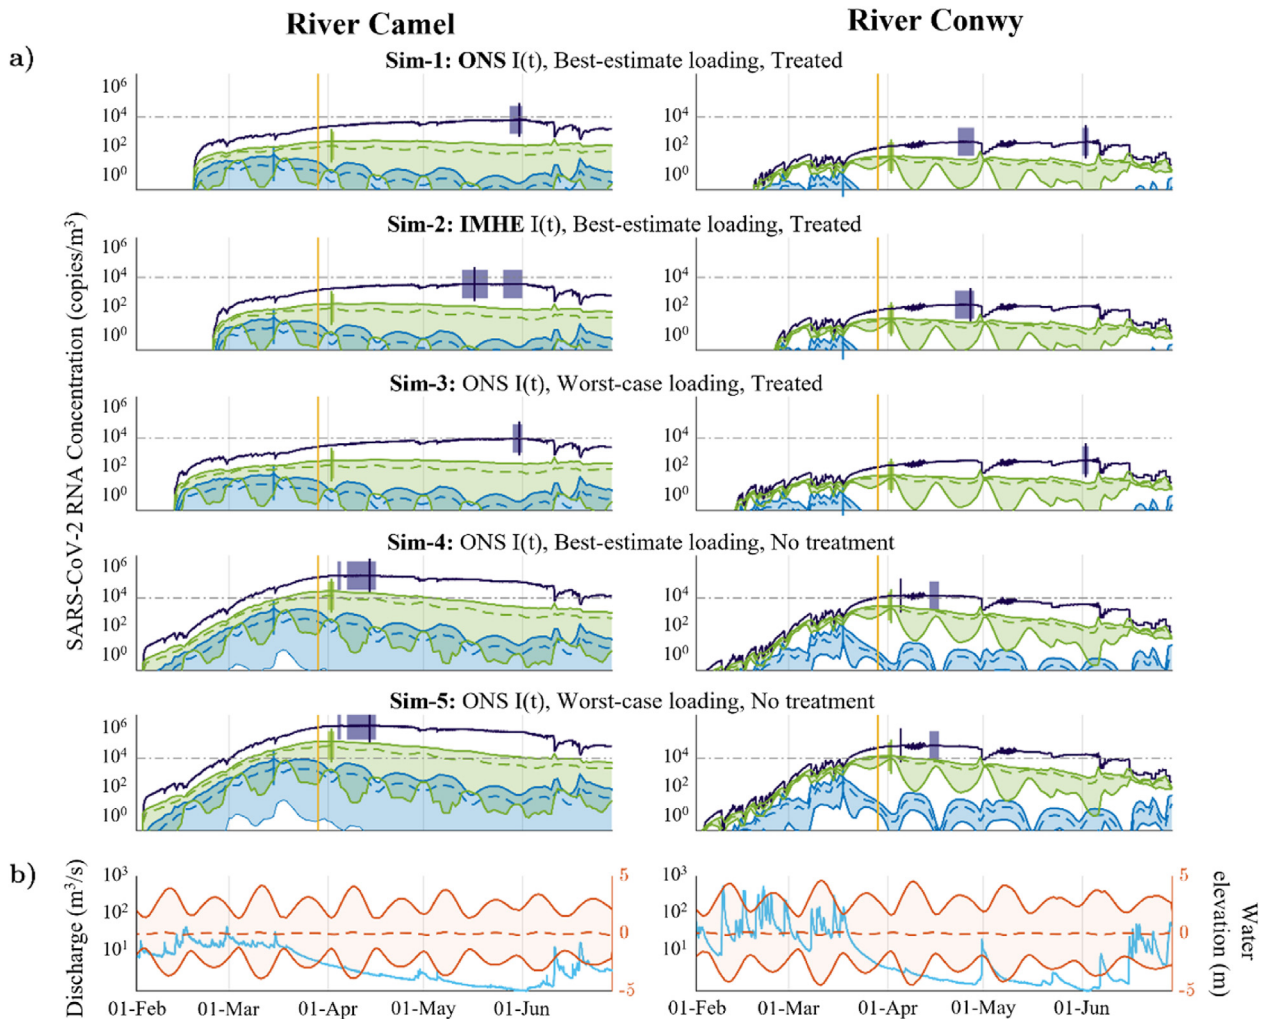 River Camel
River Conwy
a)
Sim-1: ONS I(t), Best-estimate loading, Treated
10⁶ 10⁴ 10² 10⁰
10⁶ 10⁴ 10² 10⁰
Sim-2: IMHE I(t), Best-estimate loading, Treated
10⁶ 10⁴ 10² 10⁰
10⁶ 10⁴ 10² 10⁰
Sim-3: ONS I(t), Worst-case loading, Treated
10⁶ 10⁴ 10² 10⁰
10⁶ 10⁴ 10² 10⁰
Sim-4: ONS I(t), Best-estimate loading, No treatment
10⁶ 10⁴ 10² 10⁰
10⁶ 10⁴ 10² 10⁰
Sim-5: ONS I(t), Worst-case loading, No treatment
10⁶ 10⁴ 10² 10⁰
10⁶ 10⁴ 10² 10⁰
SARS-CoV-2 RNA Concentration (copies/m³)
b)
Discharge (m³/s)
10³ 10² 10¹
5 0 -5
10³ 10² 10¹
5 0 -5
Water
elevation (m)
01-Feb 01-Mar 01-Apr 01-May 01-Jun
01-Feb 01-Mar 01-Apr 01-May 01-Jun